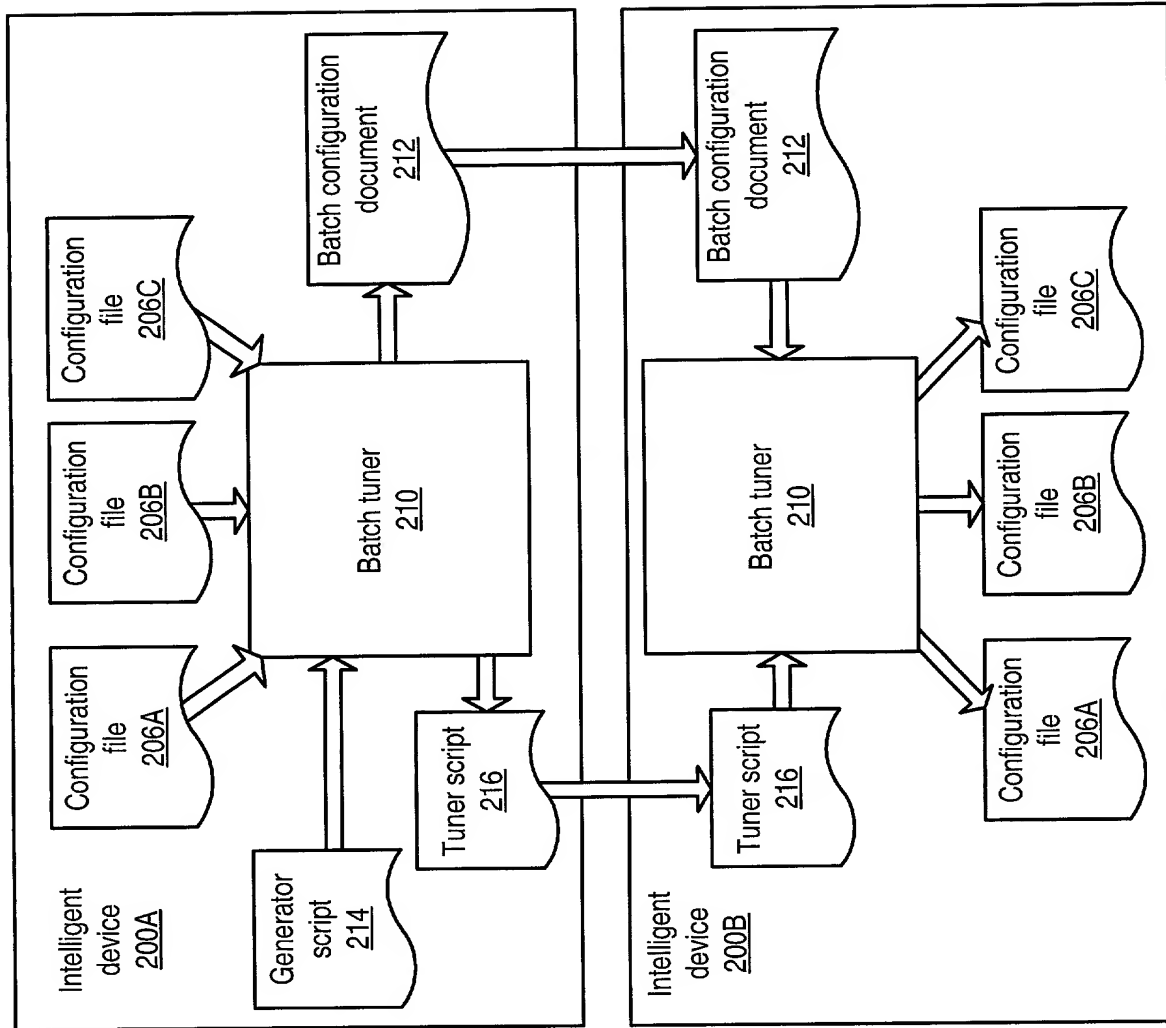 Intelligent
device
200A
Configuration
file
206A
Configuration
file
206B
Configuration
file
206C
Generator
script
214
Batch tuner
210
Batch configuration
document
212
Tuner script
216
Intelligent
device
200B
Tuner script
216
Batch tuner
210
Batch configuration
document
212
Configuration
file
206A
Configuration
file
206B
Configuration
file
206C